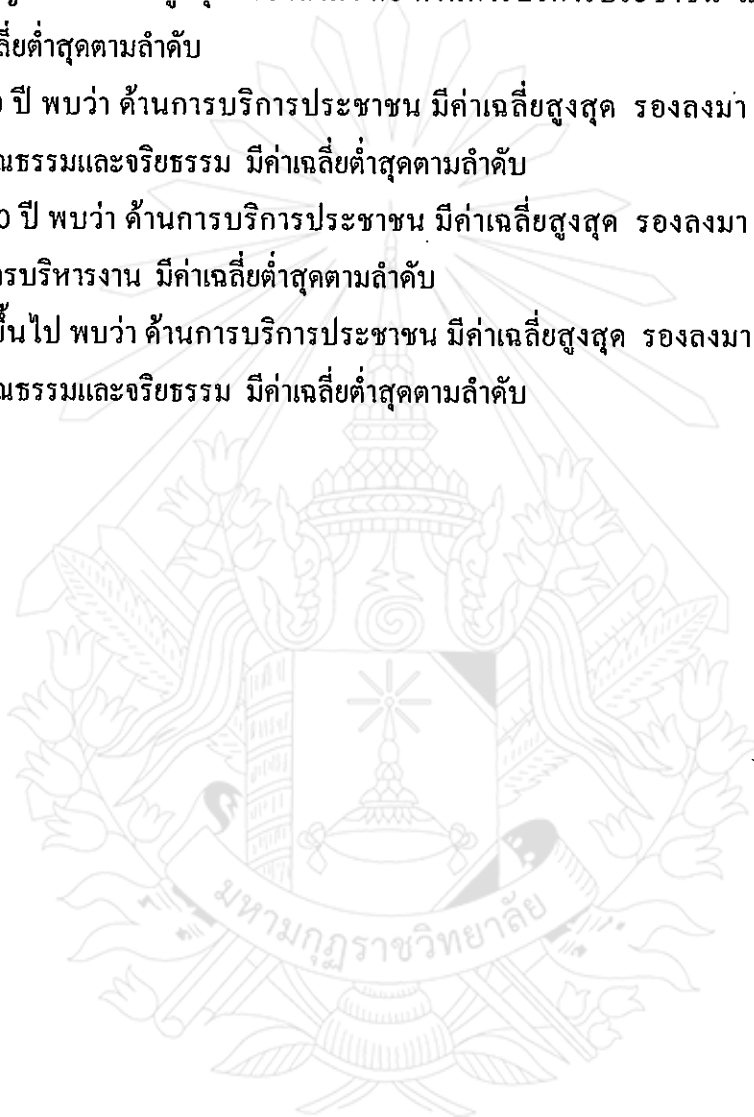 ลี่ยต่ำสุดตามลำดับ
ปี พบว่า ด้านการบริการประชาชน มีค่าเฉลี่ยสูงสุด รองลงมา
ณธรรมและจริยธรรม มีค่าเฉลี่ยต่ำสุดตามลำดับ
๐ ปี พบว่า ด้านการบริการประชาชน มีค่าเฉลี่ยสูงสุด รองลงมา
รบริหารงาน มีค่าเฉลี่ยต่ำสุดตามลำดับ
ขึ้นไป พบว่า ด้านการบริการประชาชน มีค่าเฉลี่ยสูงสุด รองลงมา
ณธรรมและจริยธรรม มีค่าเฉลี่ยต่ำสุดตามลำดับ
มหามกุฏราชวิทยาลัย